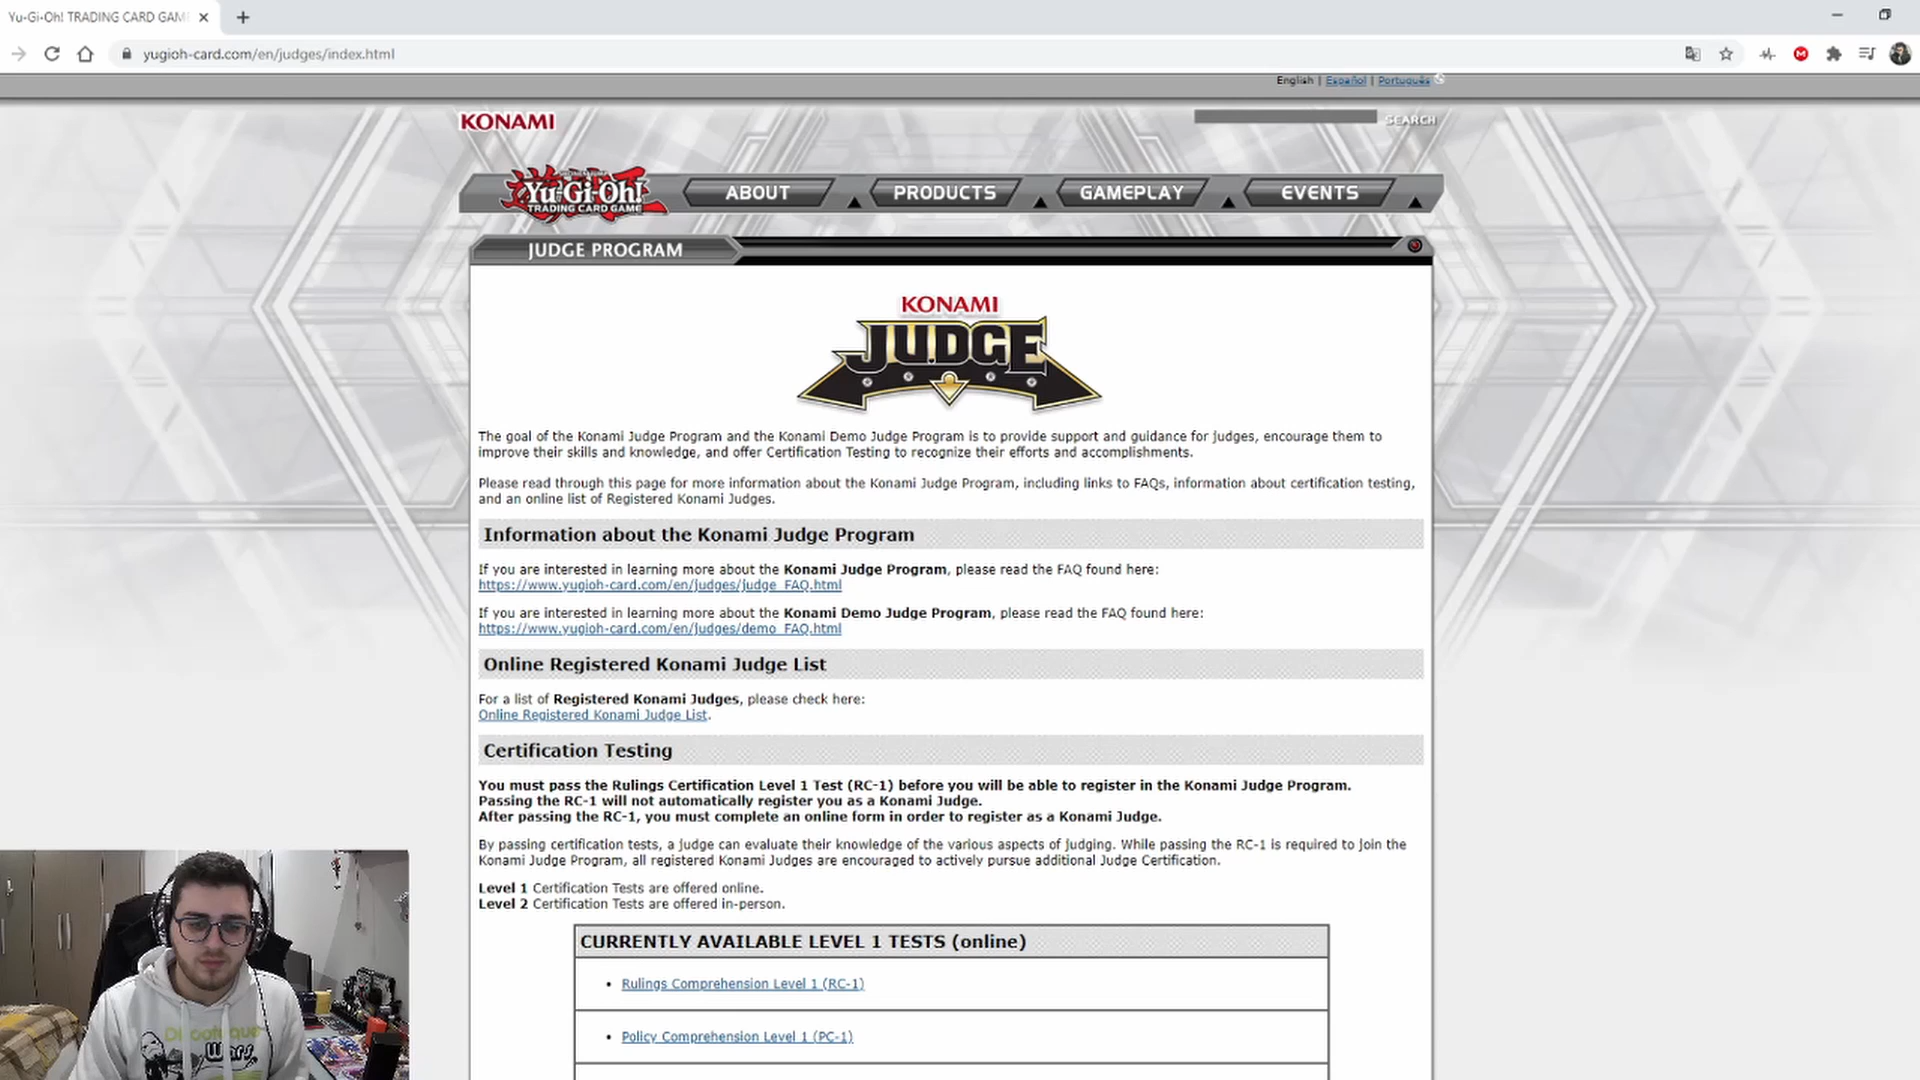 Yu-Gi-Oh! TRADING CARD GAM
yugioh-card.com/en/judges/index.html
English | Español | Português
KONAMI
SEARCH
Yu-Gi-Oh!
TRADING CARD GAME
ABOUT
PRODUCTS
GAMEPLAY
EVENTS
JUDGE PROGRAM
KONAMI
JUDGE
The goal of the Konami Judge Program and the Konami Demo Judge Program is to provide support and guidance for judges, encourage them to
improve their skills and knowledge, and offer Certification Testing to recognize their efforts and accomplishments.
Please read through this page for more information about the Konami Judge Program, including links to FAQs, information about certification testing,
and an online list of Registered Konami Judges.
Information about the Konami Judge Program
If you are interested in learning more about the Konami Judge Program, please read the FAQ found here:
https://www.yugioh-card.com/en/judges/judge_FAQ.html
If you are interested in learning more about the Konami Demo Judge Program, please read the FAQ found here:
https://www.yugioh-card.com/en/judges/demo_FAQ.html
Online Registered Konami Judge List
For a list of Registered Konami Judges, please check here:
Online Registered Konami Judge List.
Certification Testing
You must pass the Rulings Certification Level 1 Test (RC-1) before you will be able to register in the Konami Judge Program.
Passing the RC-1 will not automatically register you as a Konami Judge.
After passing the RC-1, you must complete an online form in order to register as a Konami Judge.
By passing certification tests, a judge can evaluate their knowledge of the various aspects of judging. While passing the RC-1 is required to join the
Konami Judge Program, all registered Konami Judges are encouraged to actively pursue additional Judge Certification.
Level 1 Certification Tests are offered online.
Level 2 Certification Tests are offered in-person.
CURRENTLY AVAILABLE LEVEL 1 TESTS (online)
• Rulings Comprehension Level 1 (RC-1)
• Policy Comprehension Level 1 (PC-1)
Wars